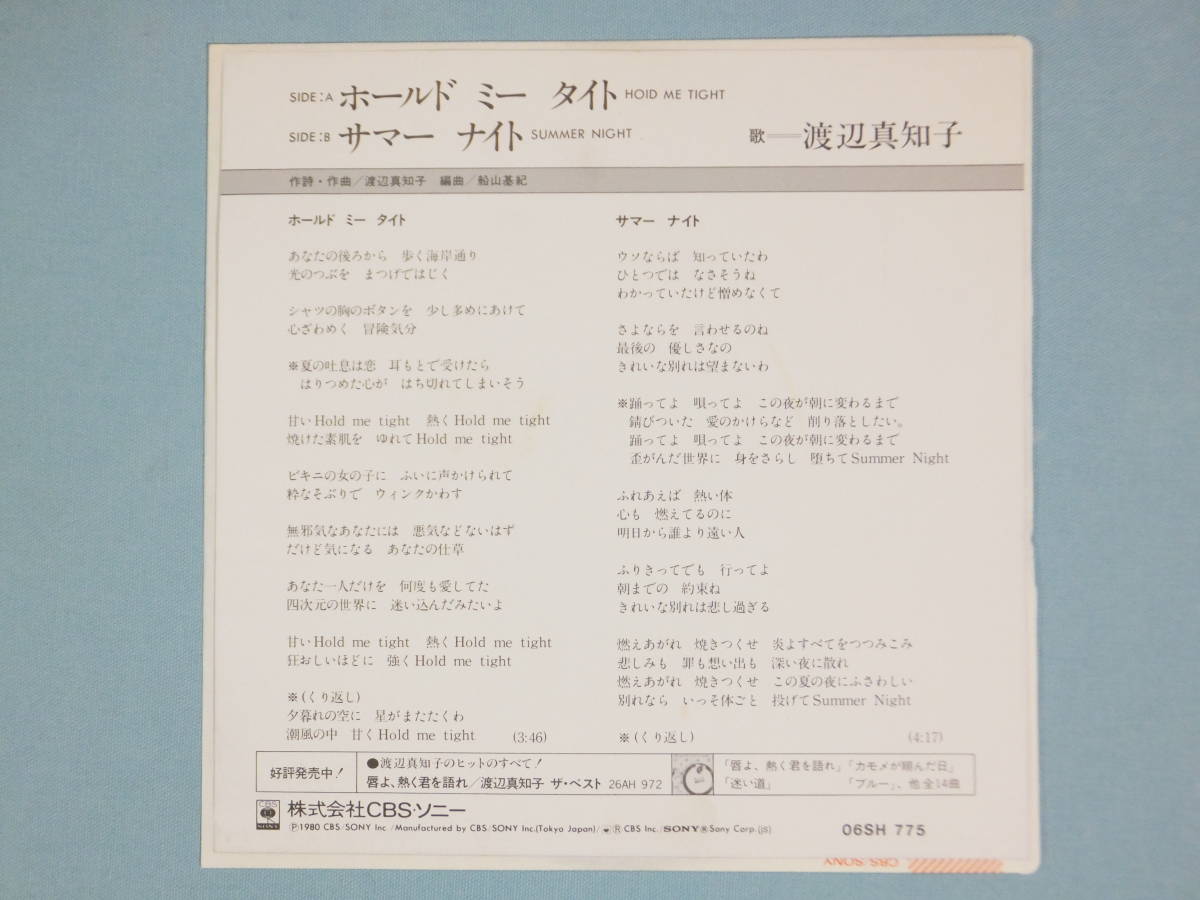 SIDE:A ホールド ミー タイト HOID ME TIGHT
SIDE:B サマー ナイト SUMMER NIGHT
歌＝渡辺真知子
作詩・作曲／渡辺真知子 編曲／船山基紀
ホールド ミー タイト
あなたの後ろから 歩く海岸通り
光のつぶを まつげではじく
シャツの胸のボタンを 少し多めにあけて
心ざわめく 冒険気分
※夏の吐息は恋 耳もとで受けたら
はりつめた心が はち切れてしまいそう
甘いHold me tight 熱くHold me tight
焼けた素肌を ゆれてHold me tight
ビキニの女の子に ふいに声かけられて
粋なそぶりで ウィンクかわす
無邪気なあなたには 悪気などないはず
だけど気になる あなたの仕草
あなた一人だけを 何度も愛してた
四次元の世界に 迷い込んだみたいよ
甘いHold me tight 熱くHold me tight
狂おしいほどに 強くHold me tight
※(くり返し)
夕暮れの空に 星がまたたくわ
潮風の中 甘くHold me tight (3:46)
サマー ナイト
ウソならば 知っていたわ
ひとつでは なさそうね
わかっていたけど憎めなくて
さよならを 言わせるのね
最後の 優しさなの
きれいな別れは望まないわ
※踊ってよ 唄ってよ この夜が朝に変わるまで
錆びついた 愛のかけらなど 削り落としたい。
踊ってよ 唄ってよ この夜が朝に変わるまで
歪がんだ世界に 身をさらし 堕ちてSummer Night
ふれあえば 熱い体
心も 燃えてるのに
明日から誰より遠い人
ふりきってでも 行ってよ
朝までの 約束ね
きれいな別れは悲し過ぎる
燃えあがれ 焼きつくせ 炎よすべてをつつみこみ
悲しみも 罪も想い出も 深い夜に散れ
燃えあがれ 焼きつくせ この夏の夜にふさわしい
別れなら いっそ体ごと 投げてSummer Night
※(くり返し) (4:17)
好評発売中！
●渡辺真知子のヒットのすべて！
唇よ、熱く君を語れ／渡辺真知子 ザ・ベスト 26AH 972
「唇よ、熱く君を語れ」「カモメが翔んだ日」
「迷い道」 「ブルー」、他全14曲
CBS SONY 株式会社CBS・ソニー
Ⓟ1980 CBS/SONY Inc./Manufactured by CBS/SONY Inc.(Tokyo Japan)/Ⓡ CBS Inc./SONY® Sony Corp.(JS)
06SH 775
CBS/SONY